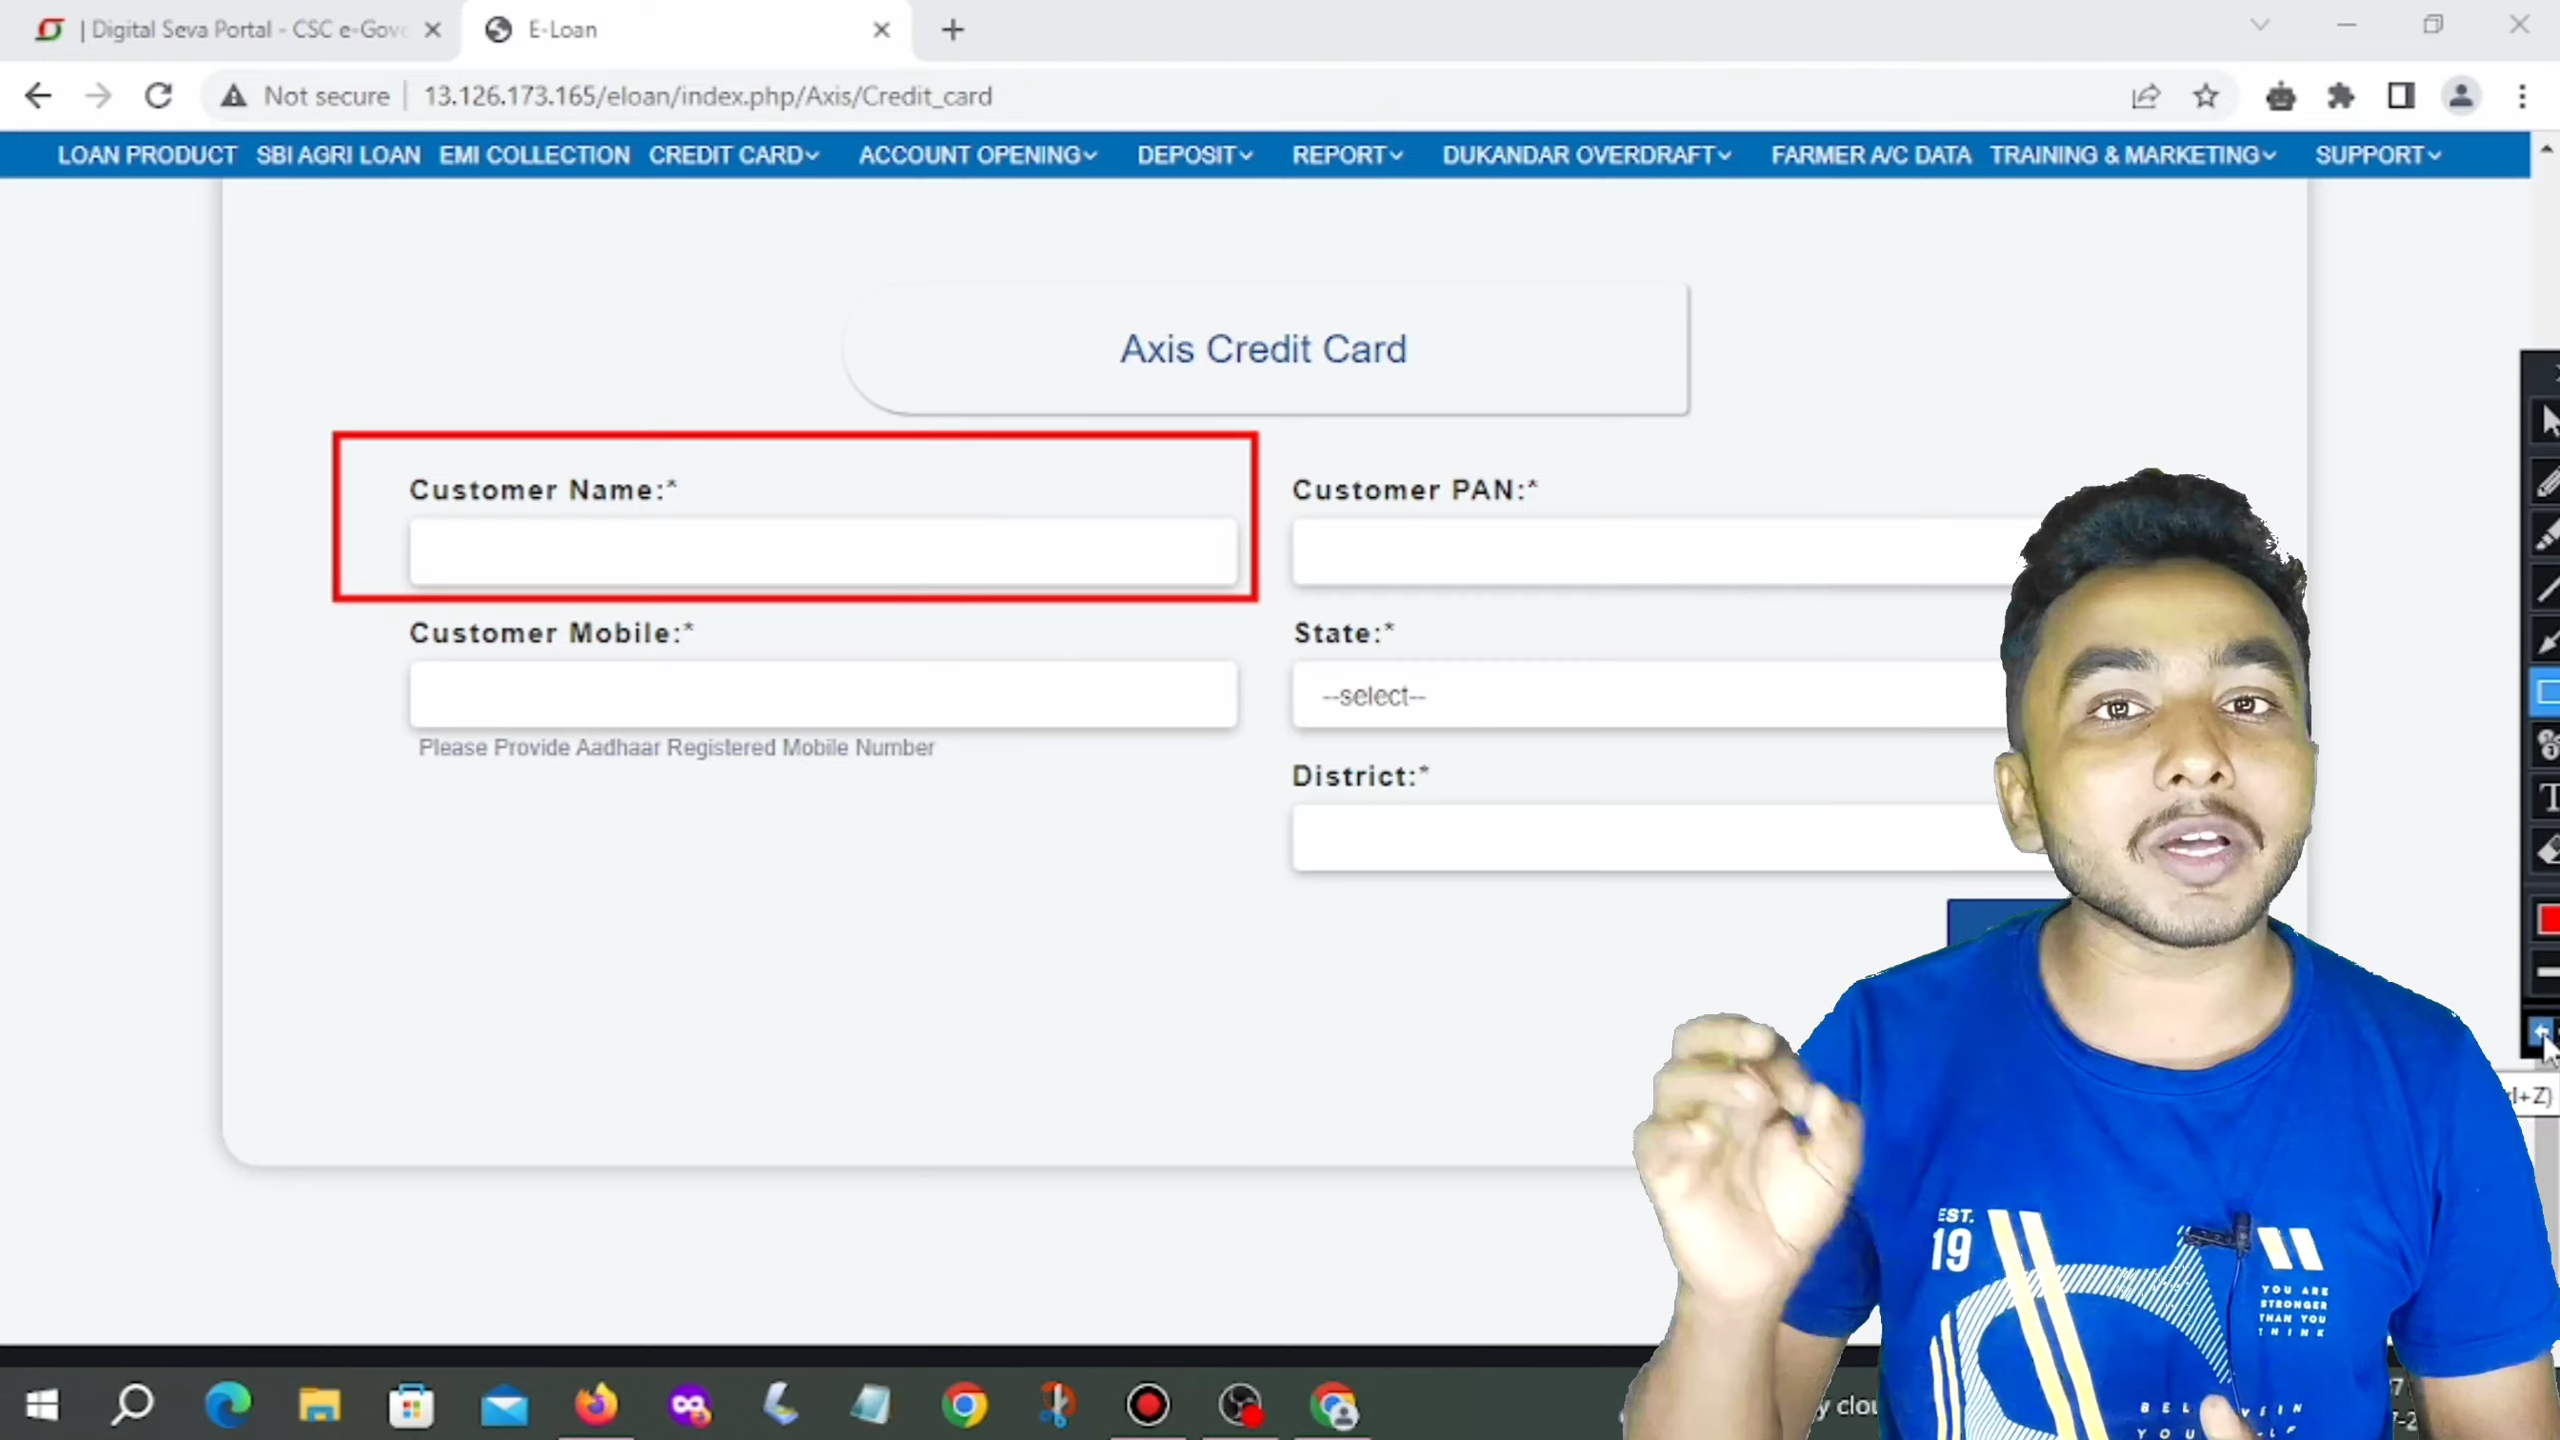 | Digital Seva Portal - CSC e-Gove
E-Loan
Not secure
13.126.173.165/eloan/index.php/Axis/Credit_card
LOAN PRODUCT SBI AGRI LOAN EMI COLLECTION CREDIT CARD ACCOUNT OPENING DEPOSIT REPORT DUKANDAR OVERDRAFT FARMER A/C DATA TRAINING & MARKETING SUPPORT
Axis Credit Card
Customer Name:*
Customer PAN:*
Customer Mobile:*
State:*
--select--
Please Provide Aadhaar Registered Mobile Number
District:*
+Z)
EST.
19
YOU ARE
STRONGER
THAN YOU
THINK